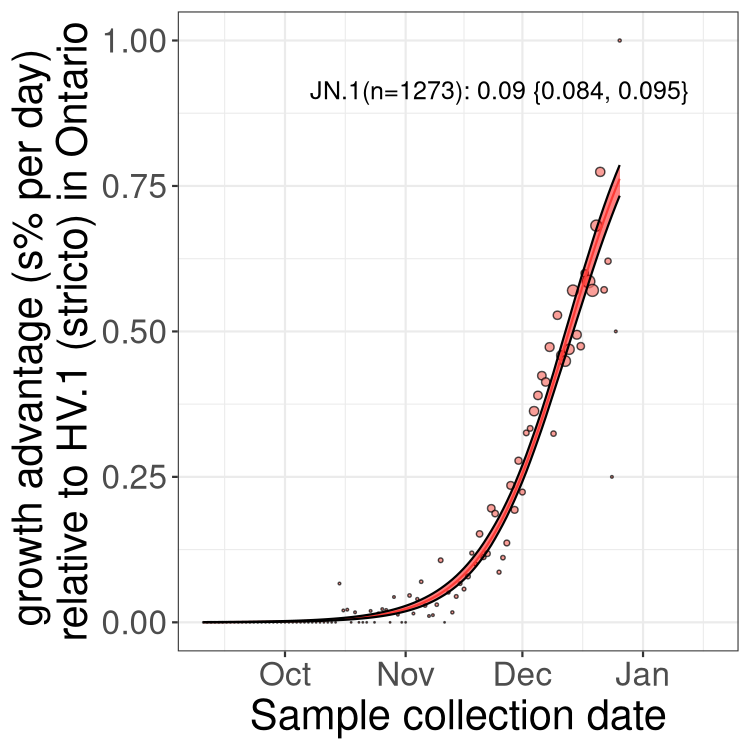 growth advantage (s% per day)
relative to HV.1 (stricto) in Ontario
1.00
0.75
0.50
0.25
0.00
JN.1(n=1273): 0.09 {0.084, 0.095}
Oct Nov Dec Jan
Sample collection date